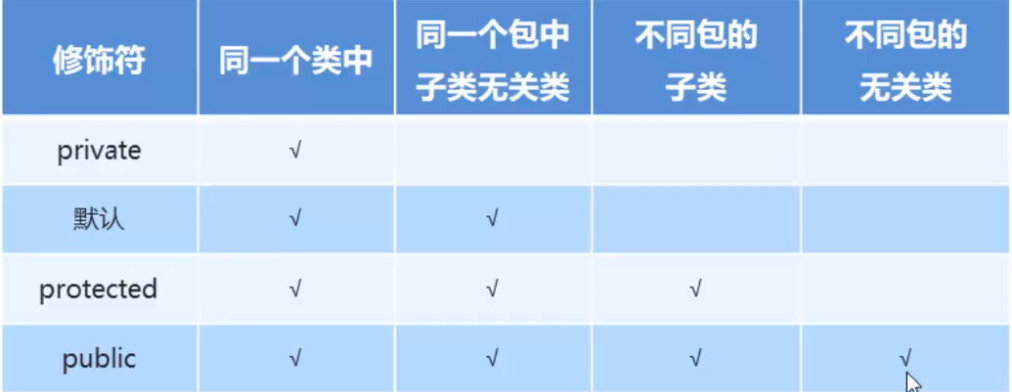 修饰符 同一个类中 同一个包中 不同包的 不同包的
子类无关类 子类 无关类
private √
默认 √ √
protected √ √ √
public √ √ √ √